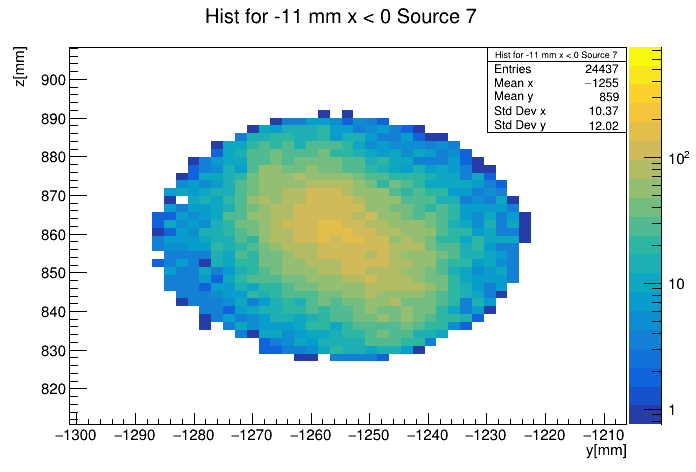 Hist for -11 mm x < 0 Source 7
z[mm]
Hist for -11 mm x < 0 Source 7
Entries 24437
Mean x −1255
Mean y 859
Std Dev x 10.37
Std Dev y 12.02
900
890
880
870
860
850
840
830
820
10²
10
1
−1300 −1290 −1280 −1270 −1260 −1250 −1240 −1230 −1220 −1210
y[mm]